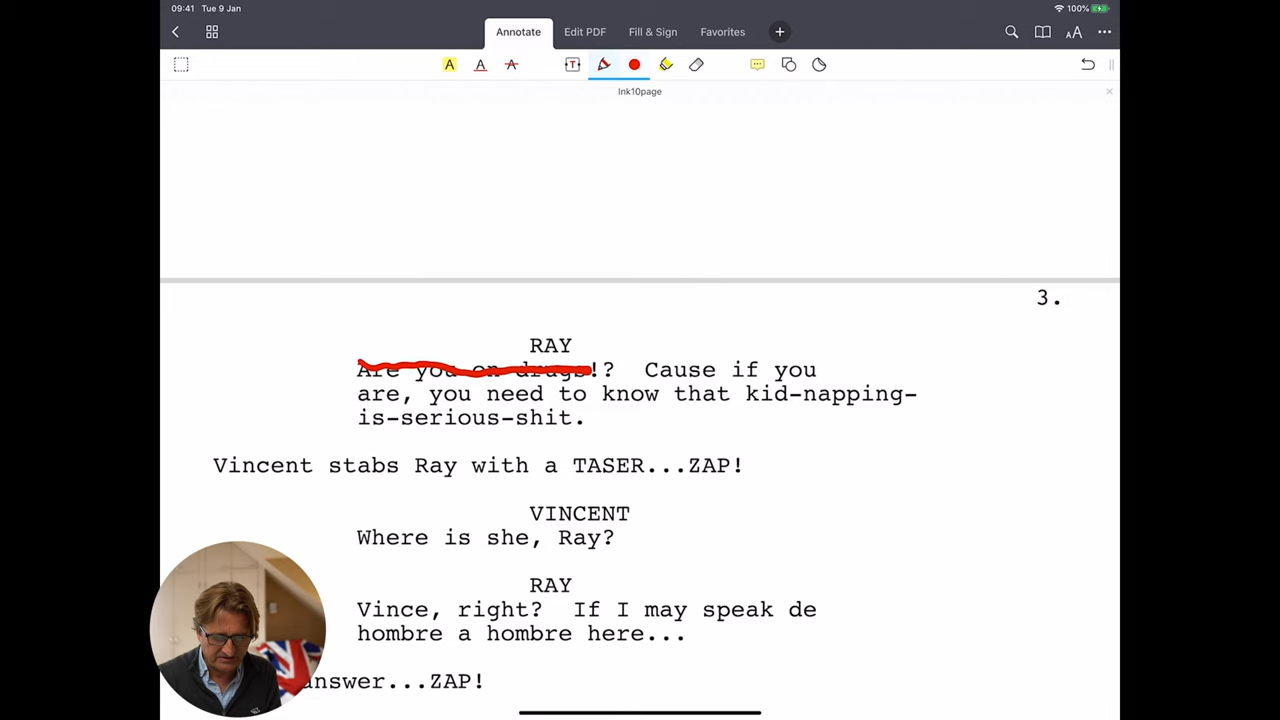 09:41 Tue 9 Jan
100%
Annotate Edit PDF Fill & Sign Favorites
A A A T AA
Ink10page
3.
RAY
Are you on drugs!? Cause if you
are, you need to know that kid-napping-
is-serious-shit.
Vincent stabs Ray with a TASER...ZAP!
VINCENT
Where is she, Ray?
RAY
Vince, right? If I may speak de
hombre a hombre here...
answer...ZAP!